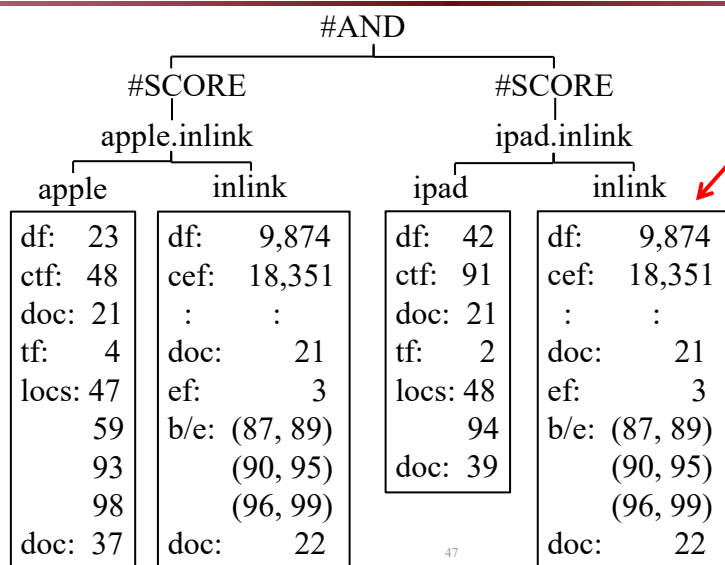 #AND
#SCORE #SCORE
apple.inlink ipad.inlink
apple inlink ipad inlink
df: 23 df: 9,874 df: 42 df: 9,874
ctf: 48 cef: 18,351 ctf: 91 cef: 18,351
doc: 21 : : doc: 21 : :
tf: 4 doc: 21 tf: 2 doc: 21
locs: 47 ef: 3 locs: 48 ef: 3
59 b/e: (87, 89) 94 b/e: (87, 89)
93 (90, 95) doc: 39 (90, 95)
98 (96, 99) (96, 99)
doc: 37 doc: 22 47 doc: 22